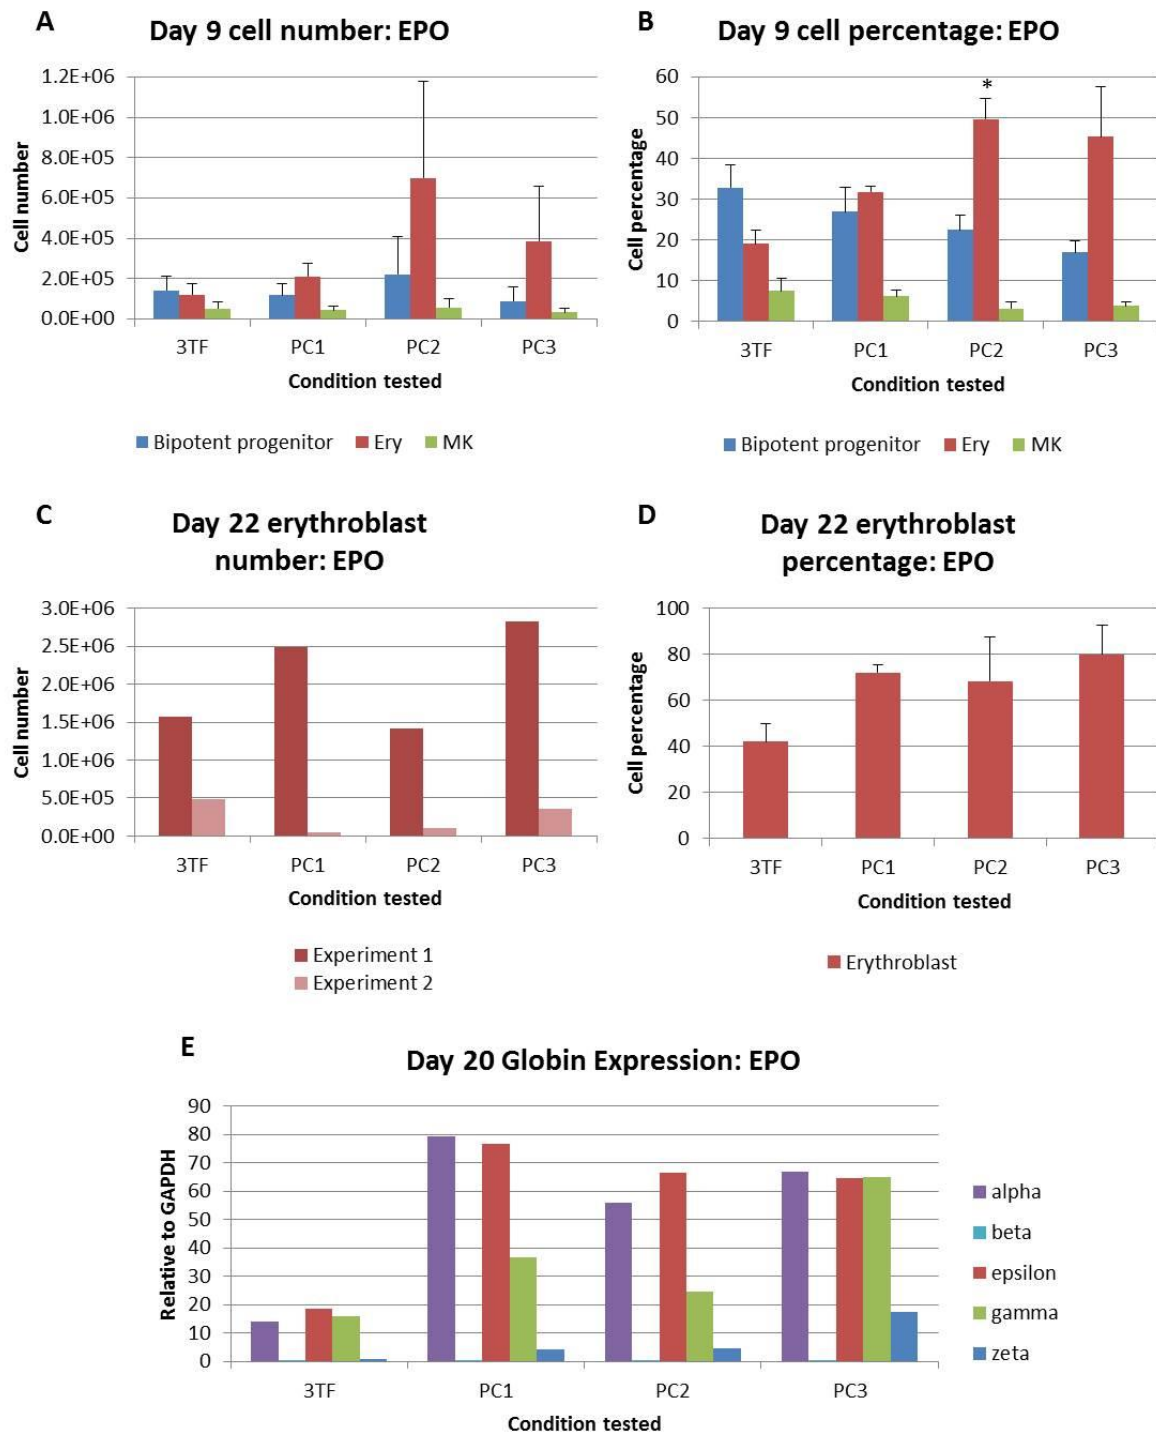 A
Day 9 cell number: EPO
1.2E+06
1.0E+06
8.0E+05
6.0E+05
4.0E+05
2.0E+05
0.0E+00
Cell number
3TF PC1 PC2 PC3
Condition tested
Bipotent progenitor Ery MK
B
Day 9 cell percentage: EPO
60
50
40
30
20
10
0
*
Cell percentage
3TF PC1 PC2 PC3
Condition tested
Bipotent progenitor Ery MK
C
Day 22 erythroblast
number: EPO
3.0E+06
2.5E+06
2.0E+06
1.5E+06
1.0E+06
5.0E+05
0.0E+00
Cell number
3TF PC1 PC2 PC3
Condition tested
Experiment 1
Experiment 2
D
Day 22 erythroblast
percentage: EPO
100
80
60
40
20
0
Cell percentage
3TF PC1 PC2 PC3
Condition tested
Erythroblast
E
Day 20 Globin Expression: EPO
90
80
70
60
50
40
30
20
10
0
Relative to GAPDH
3TF PC1 PC2 PC3
Condition tested
alpha
beta
epsilon
gamma
zeta